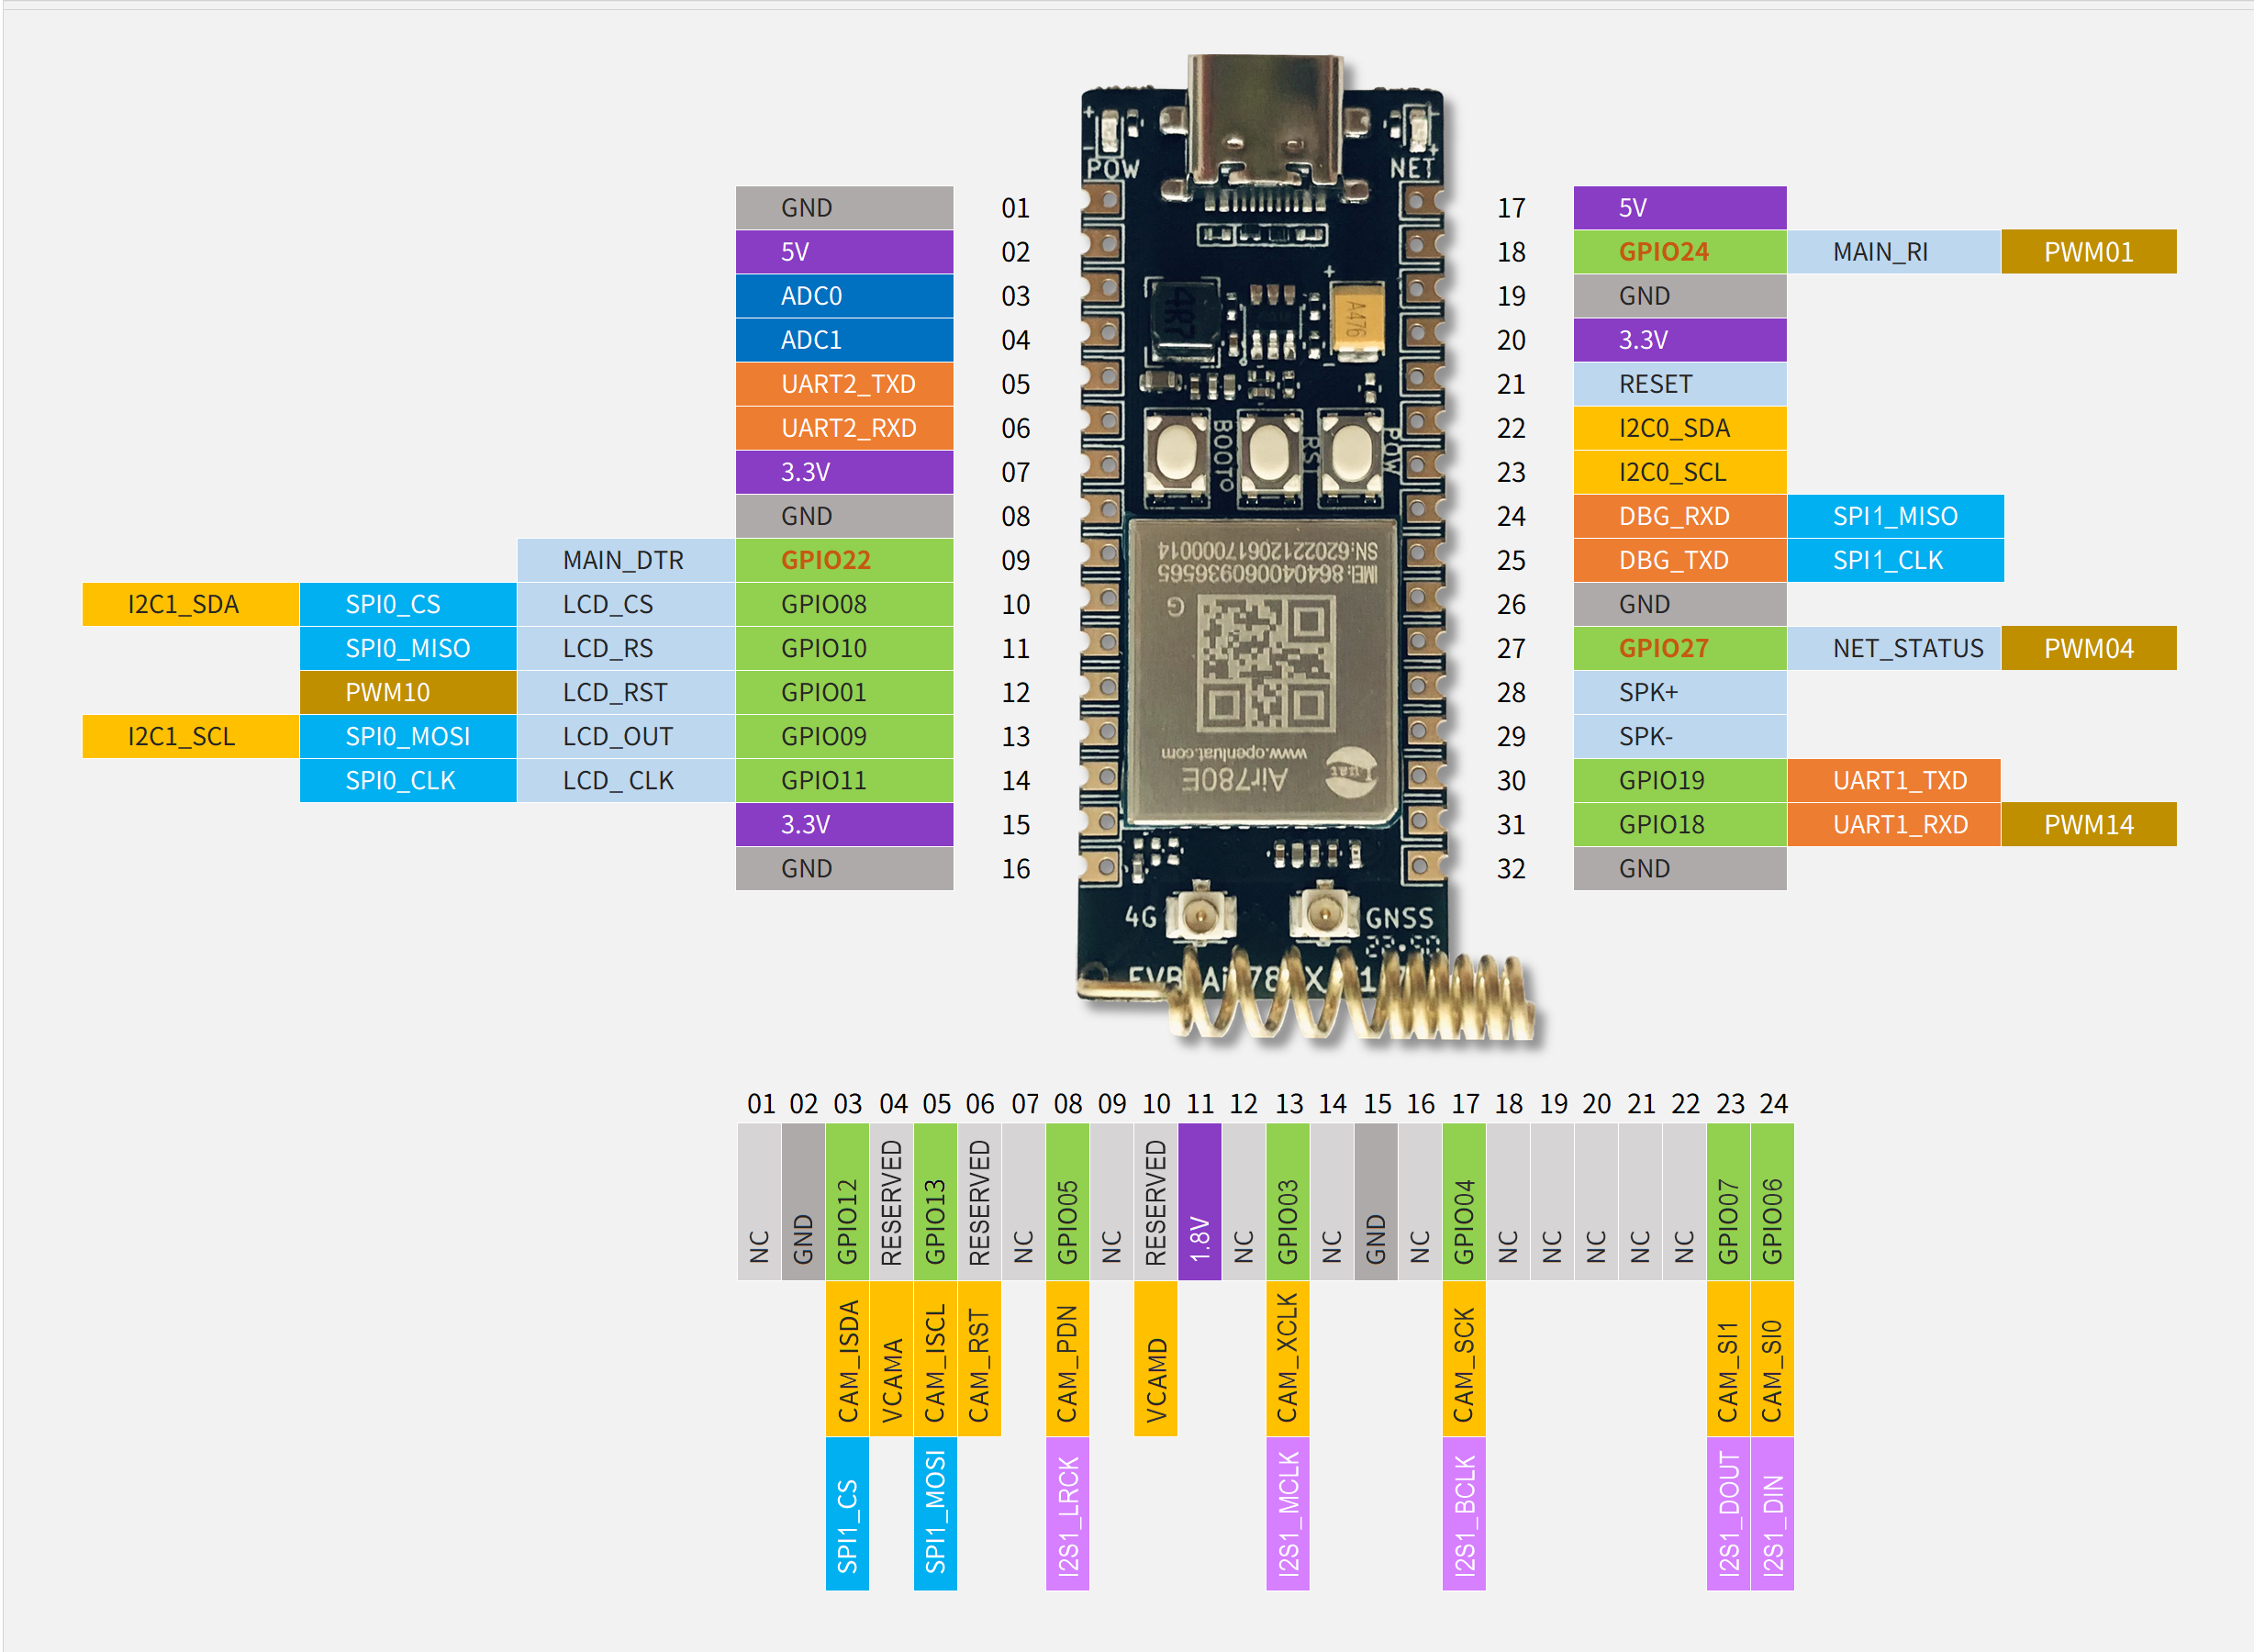 POW
NET
GND 01
5V 02
ADC0 03
ADC1 04
UART2_TXD 05
UART2_RXD 06
3.3V 07
GND 08
MAIN_DTR GPIO22 09
I2C1_SDA SPI0_CS LCD_CS GPIO08 10
SPI0_MISO LCD_RS GPIO10 11
PWM10 LCD_RST GPIO01 12
I2C1_SCL SPI0_MOSI LCD_OUT GPIO09 13
SPI0_CLK LCD_ CLK GPIO11 14
3.3V 15
GND 16
17 5V
18 GPIO24 MAIN_RI PWM01
19 GND
20 3.3V
21 RESET
22 I2C0_SDA
23 I2C0_SCL
24 DBG_RXD SPI1_MISO
25 DBG_TXD SPI1_CLK
26 GND
27 GPIO27 NET_STATUS PWM04
28 SPK+
29 SPK-
30 GPIO19 UART1_TXD
31 GPIO18 UART1_RXD PWM14
32 GND
4R7
A476
BOOT0
RST
POW
SN:6202212061700014
IMEI: 864040060936565
G
www.openluat.com
Air780E
Luat
4G
GNSS
01 02 03 04 05 06 07 08 09 10 11 12 13 14 15 16 17 18 19 20 21 22 23 24
NC GND GPIO12 RESERVED GPIO13 RESERVED NC GPIO05 NC RESERVED 1.8V NC GPIO03 NC GND NC GPIO04 NC NC NC NC NC GPIO07 GPIO06
CAM_ISDA VCAMA CAM_ISCL CAM_RST CAM_PDN VCAMD CAM_XCLK CAM_SCK CAM_SI1 CAM_SI0
SPI1_CS SPI1_MOSI I2S1_LRCK I2S1_MCLK I2S1_BCLK I2S1_DOUT I2S1_DIN